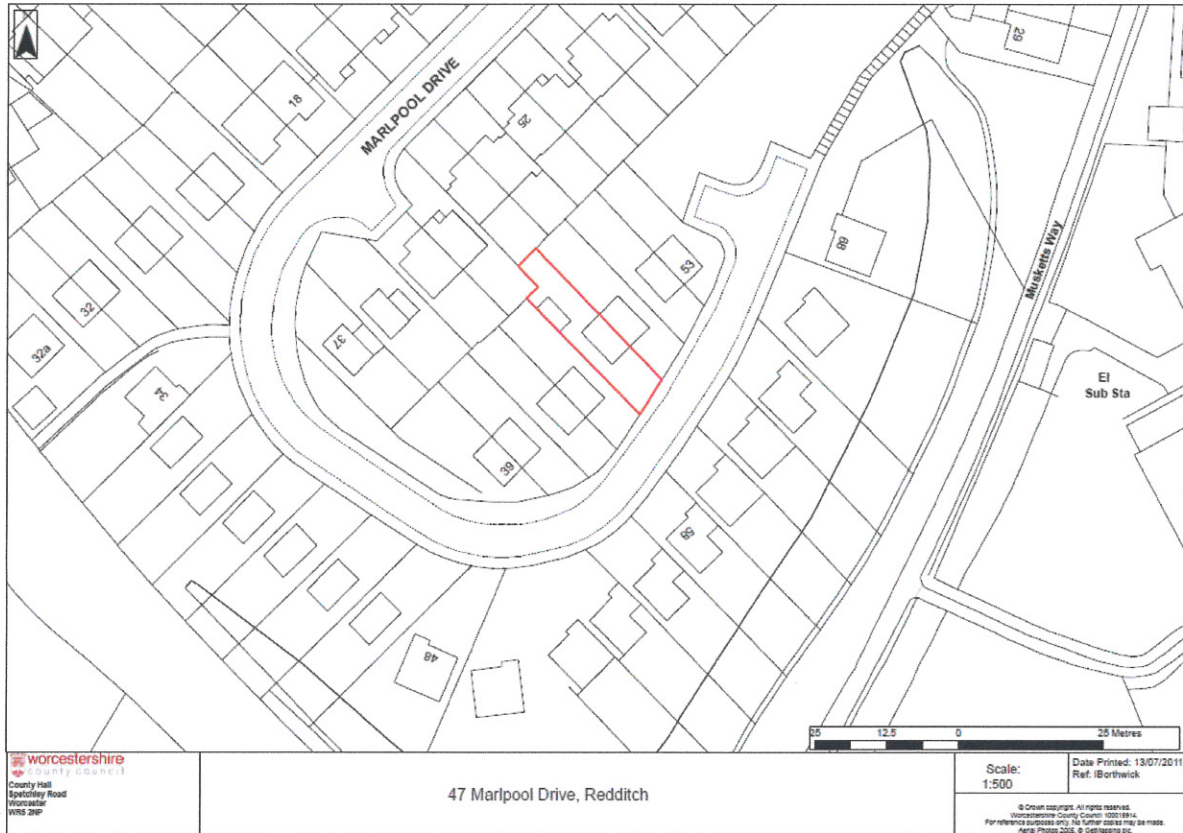 29
18
MARLPOOL DRIVE
25
68
53
Musketts Way
32
32a
37
34
El
Sub Sta
39
58
48
25 12.5 0 25 Metres
worcestershire
county council
County Hall
Spetchley Road
Worcester
WR5 2NP
47 Marlpool Drive, Redditch
Scale:
1:500
Date Printed: 13/07/2011
Ref: IBorthwick
© Crown copyright. All rights reserved.
Worcestershire County Council 100018914.
For reference purposes only. No further copies may be made.
Aerial Photos 2005, © GetMapping plc.